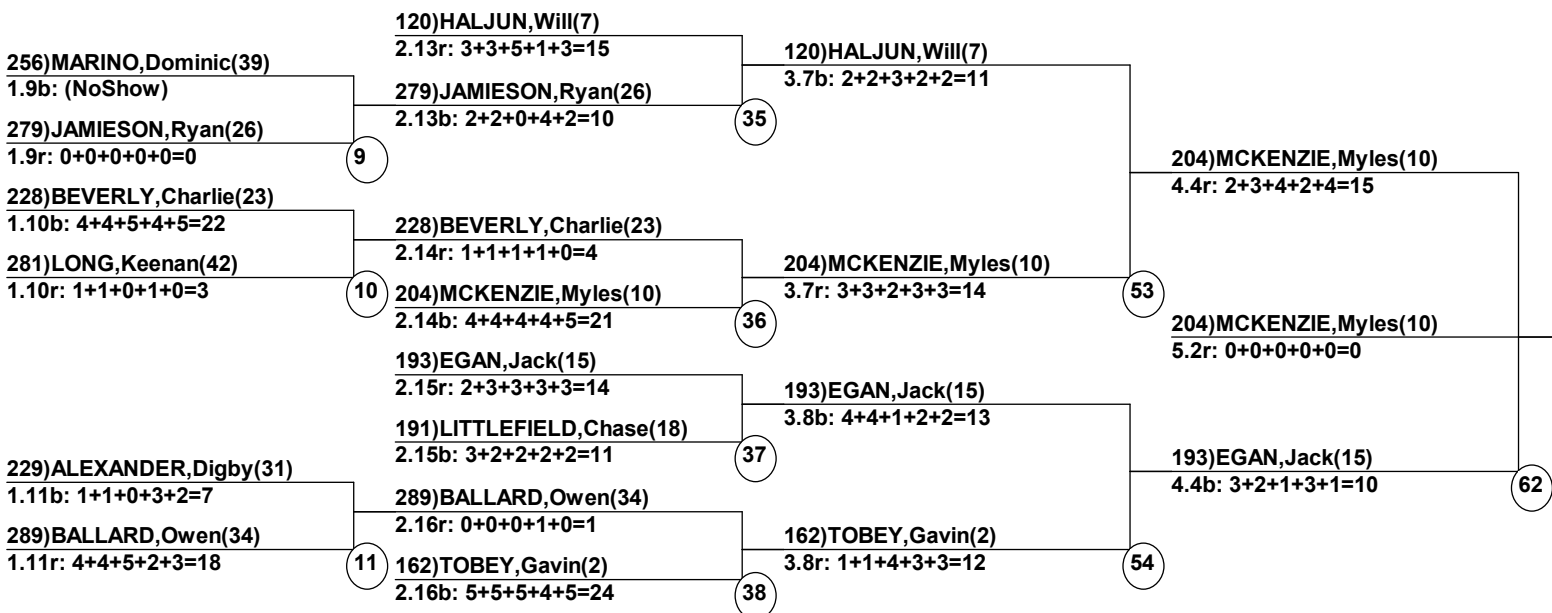 256)MARINO,Dominic(39)
1.9b: (NoShow)
279)JAMIESON,Ryan(26)
1.9r: 0+0+0+0+0=0
9
228)BEVERLY,Charlie(23)
1.10b: 4+4+5+4+5=22
281)LONG,Keenan(42)
1.10r: 1+1+0+1+0=3
10
229)ALEXANDER,Digby(31)
1.11b: 1+1+0+3+2=7
289)BALLARD,Owen(34)
1.11r: 4+4+5+2+3=18
11
120)HALJUN,Will(7)
2.13r: 3+3+5+1+3=15
279)JAMIESON,Ryan(26)
2.13b: 2+2+0+4+2=10
35
228)BEVERLY,Charlie(23)
2.14r: 1+1+1+1+0=4
204)MCKENZIE,Myles(10)
2.14b: 4+4+4+4+5=21
36
193)EGAN,Jack(15)
2.15r: 2+3+3+3+3=14
191)LITTLEFIELD,Chase(18)
2.15b: 3+2+2+2+2=11
37
289)BALLARD,Owen(34)
2.16r: 0+0+0+1+0=1
162)TOBEY,Gavin(2)
2.16b: 5+5+5+4+5=24
38
120)HALJUN,Will(7)
3.7b: 2+2+3+2+2=11
204)MCKENZIE,Myles(10)
3.7r: 3+3+2+3+3=14
53
193)EGAN,Jack(15)
3.8b: 4+4+1+2+2=13
162)TOBEY,Gavin(2)
3.8r: 1+1+4+3+3=12
54
204)MCKENZIE,Myles(10)
4.4r: 2+3+4+2+4=15
204)MCKENZIE,Myles(10)
5.2r: 0+0+0+0+0=0
193)EGAN,Jack(15)
4.4b: 3+2+1+3+1=10
62